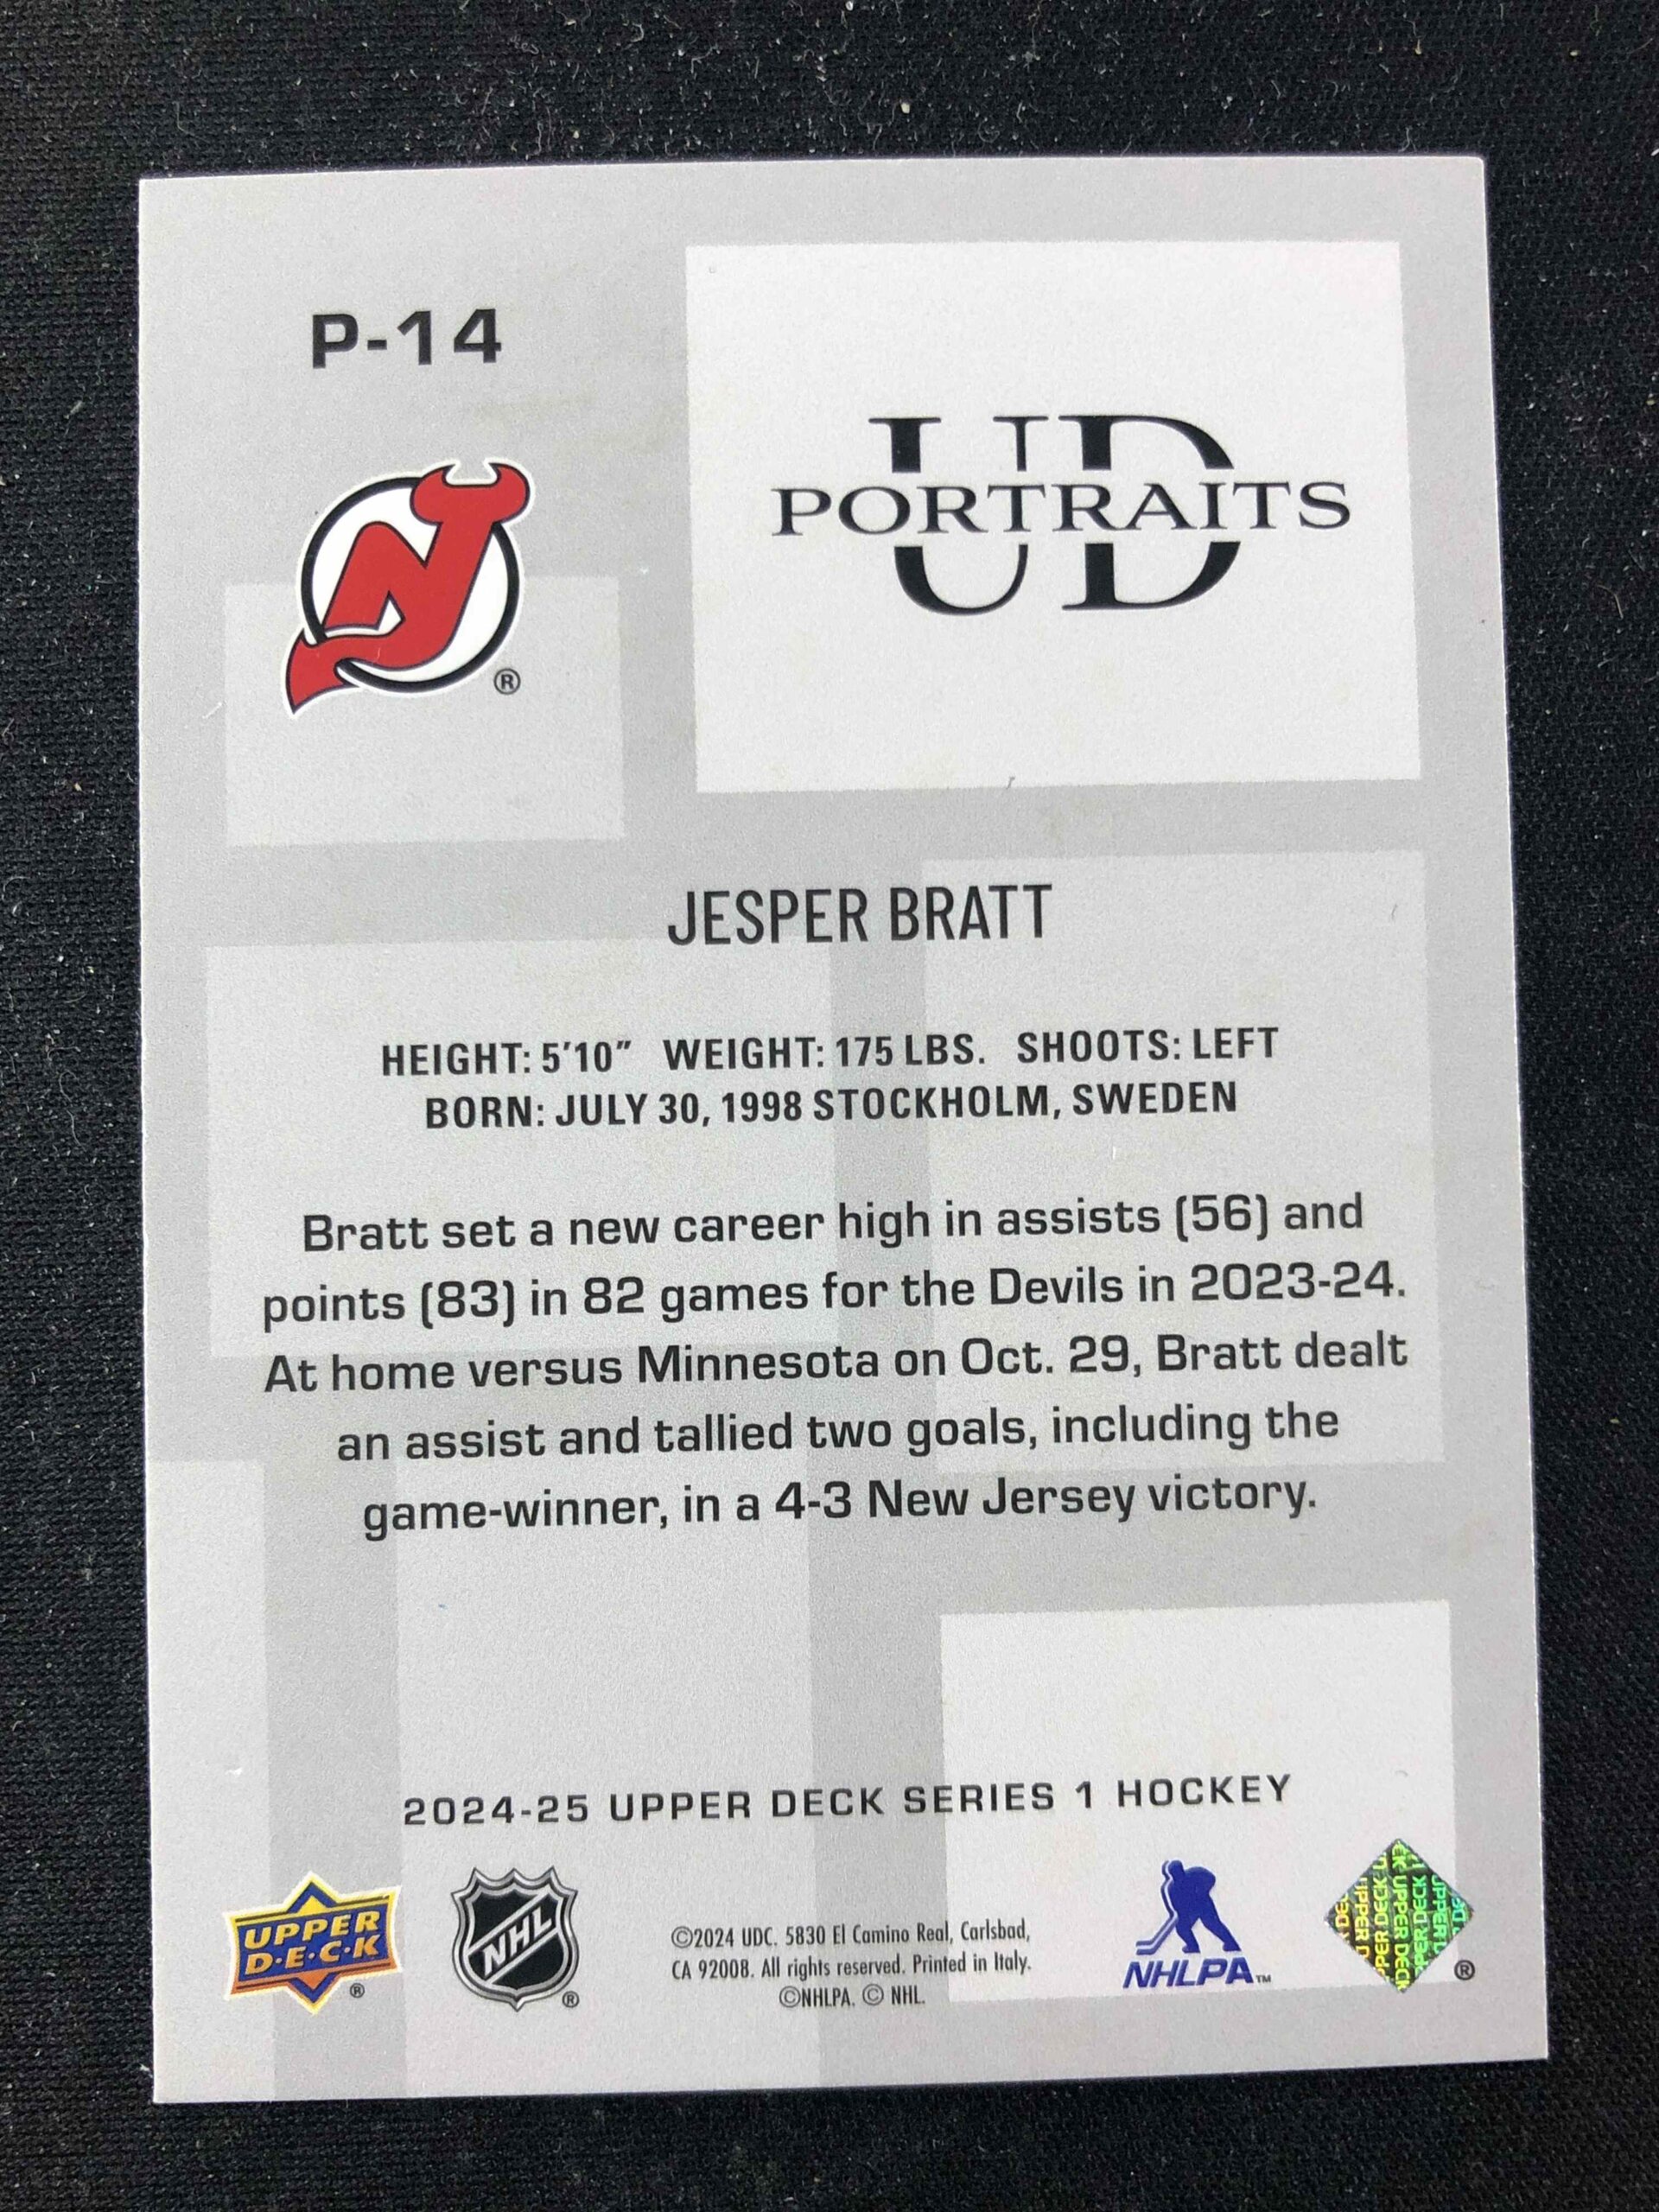 P-14
UD
PORTRAITS
®
JESPER BRATT
HEIGHT: 5'10" WEIGHT: 175 LBS. SHOOTS: LEFT
BORN: JULY 30, 1998 STOCKHOLM, SWEDEN
Bratt set a new career high in assists (56) and
points (83) in 82 games for the Devils in 2023-24.
At home versus Minnesota on Oct. 29, Bratt dealt
an assist and tallied two goals, including the
game-winner, in a 4-3 New Jersey victory.
2024-25 UPPER DECK SERIES 1 HOCKEY
UPPER
D·E·C·K
®
NHL
®
©2024 UDC. 5830 El Camino Real, Carlsbad,
CA 92008. All rights reserved. Printed in Italy.
©NHLPA. © NHL.
NHLPA™
UPPER DECK
®